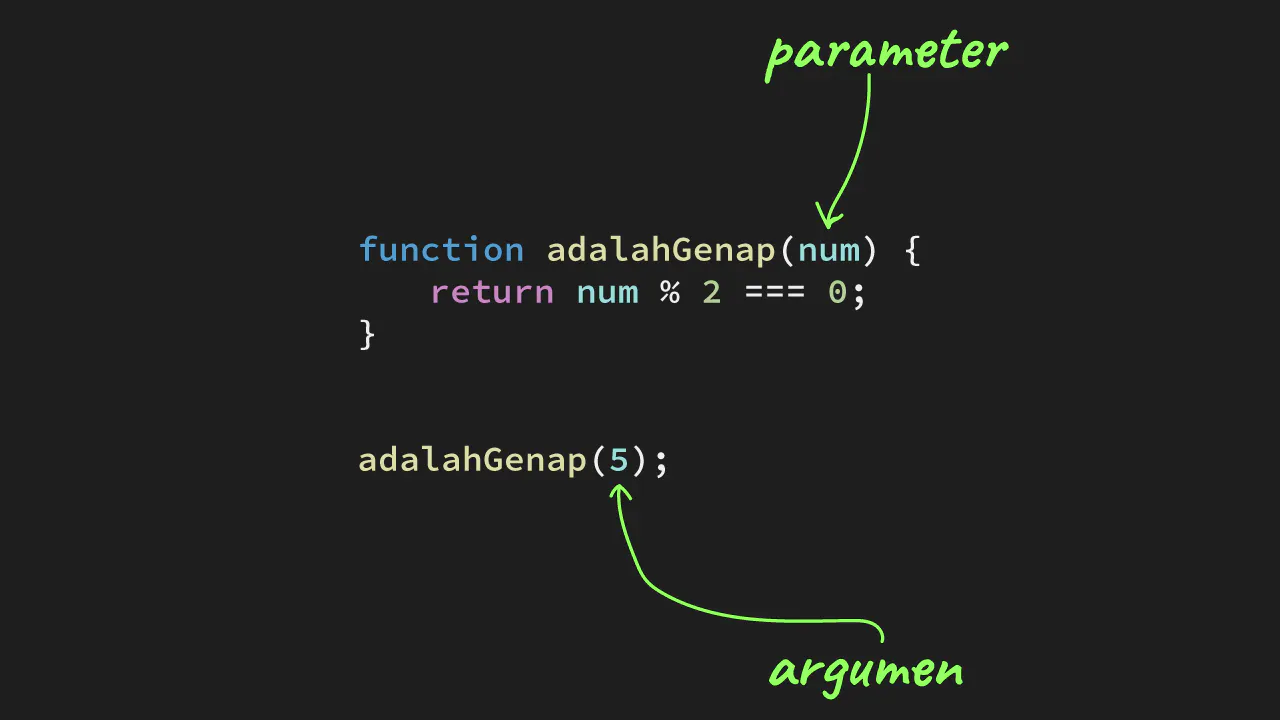 parameter
function adalahGenap(num) {
return num % 2 === 0;
}
adalahGenap(5);
argumen